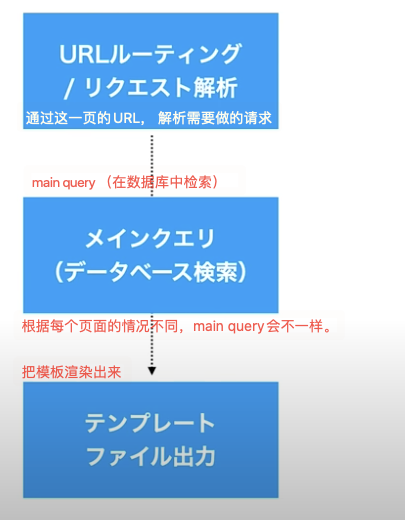 URLルーティング
/ リクエスト解析
通过这一页的URL， 解析需要做的请求
main query （在数据库中检索）
メインクエリ
（データベース検索）
根据每个页面的情况不同，main query会不一样。
把模板渲染出来
テンプレート
ファイル出力